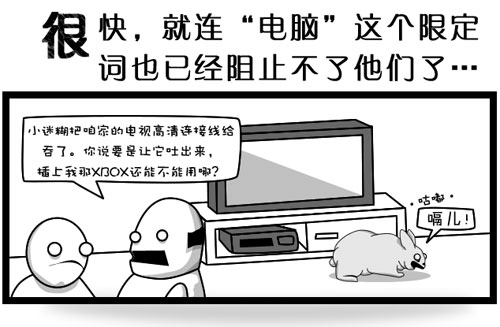 很快，就连“电脑”这个限定
词也已经阻止不了他们了…
小迷糊把咱家的电视高清连接线给
吞了。你说要是让它吐出来，
插上我那XBOX还能不能用哪？
咕嘟
嗝儿！